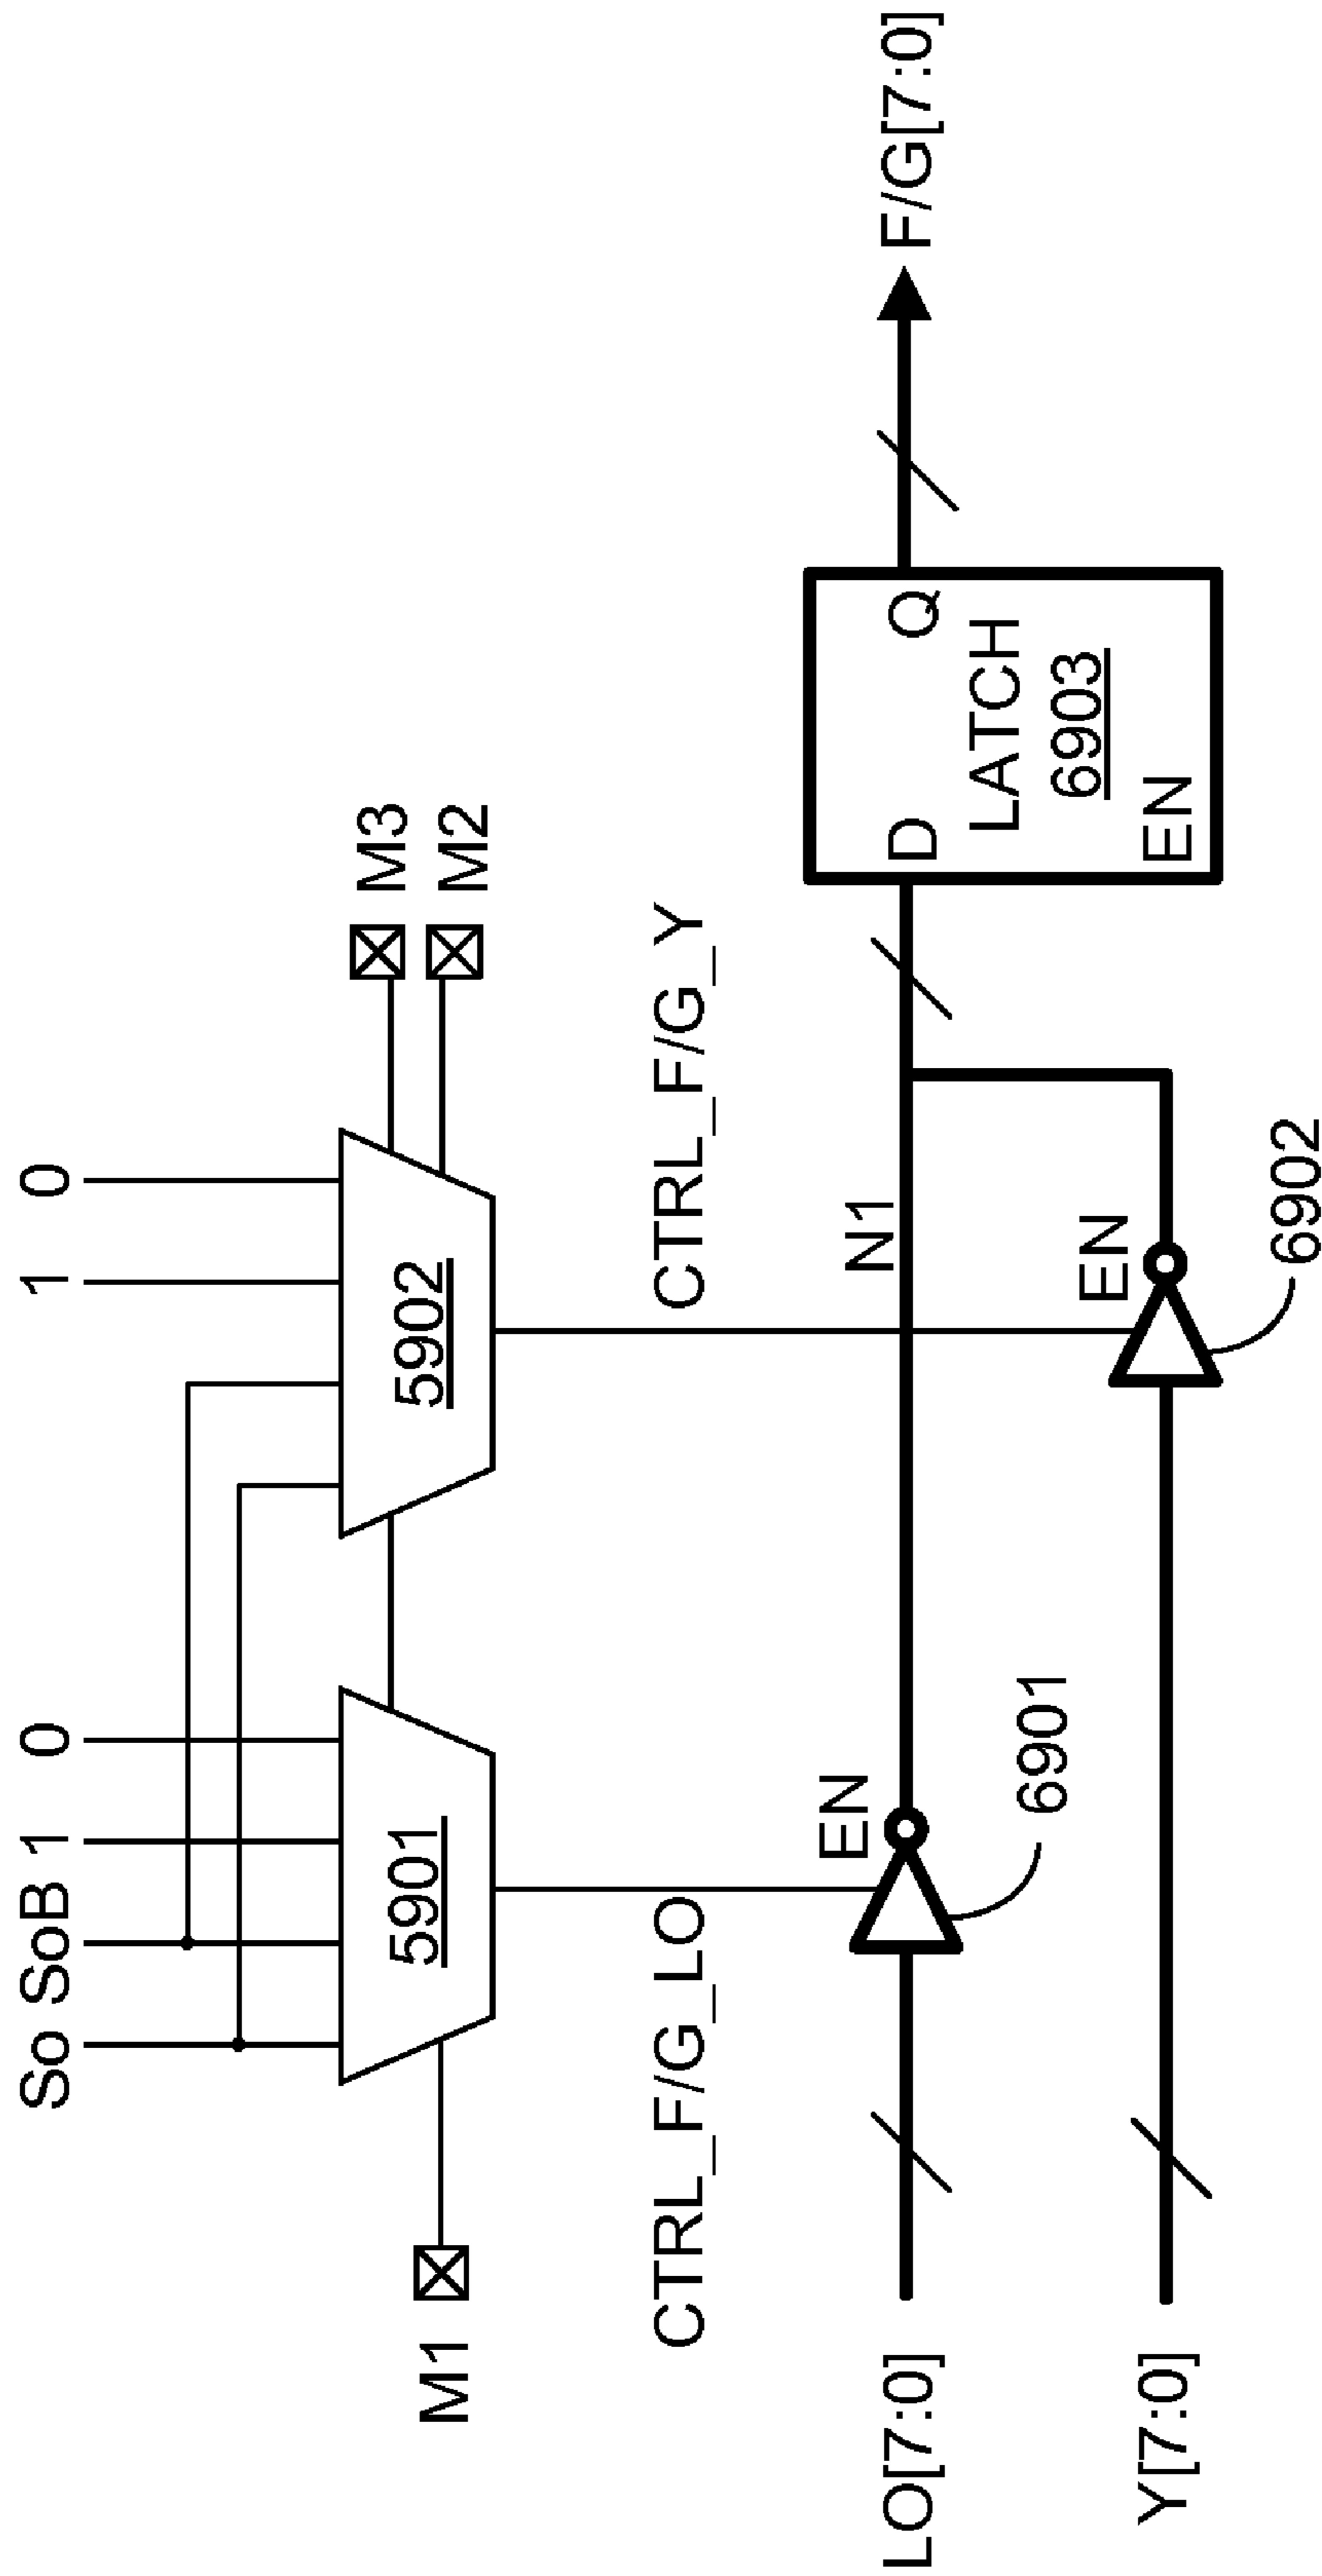 So SoB 1 0
1 0
5901
5902
M1
M3
M2
CTRL_F/G_LO
CTRL_F/G_Y
LO[7:0]
EN
6901
N1
D Q
LATCH
6903
EN
F/G[7:0]
Y[7:0]
EN
6902